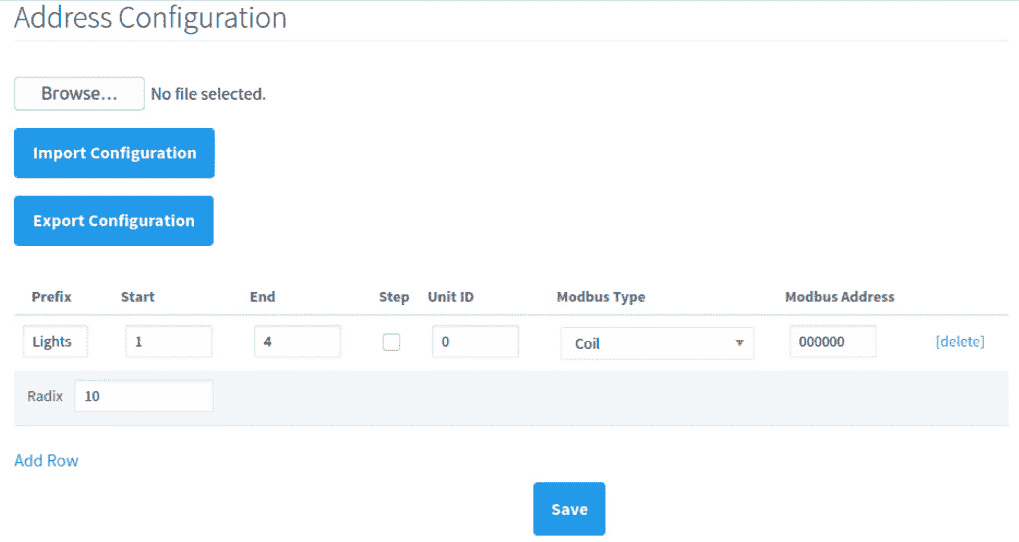 Address Configuration
Browse... No file selected.
Import Configuration
Export Configuration
Prefix Start End Step Unit ID Modbus Type Modbus Address
Lights 1 4 0 Coil 000000 [delete]
Radix 10
Add Row
Save